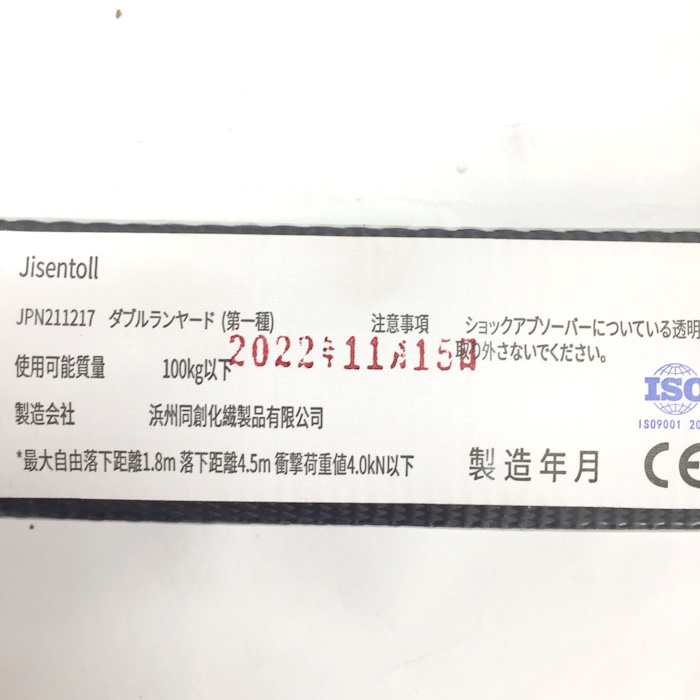 Jisentoll
JPN211217 ダブルランヤード (第一種)
注意事項 ショックアブソーバーについている透明
取り外さないでください。
2022年11月15日
使用可能質量 100kg以下
製造会社 浜州同創化繊製品有限公司
*最大自由落下距離1.8m 落下距離4.5m 衝撃荷重値4.0kN以下
製造年月
ISO
ISO9001 20
CE